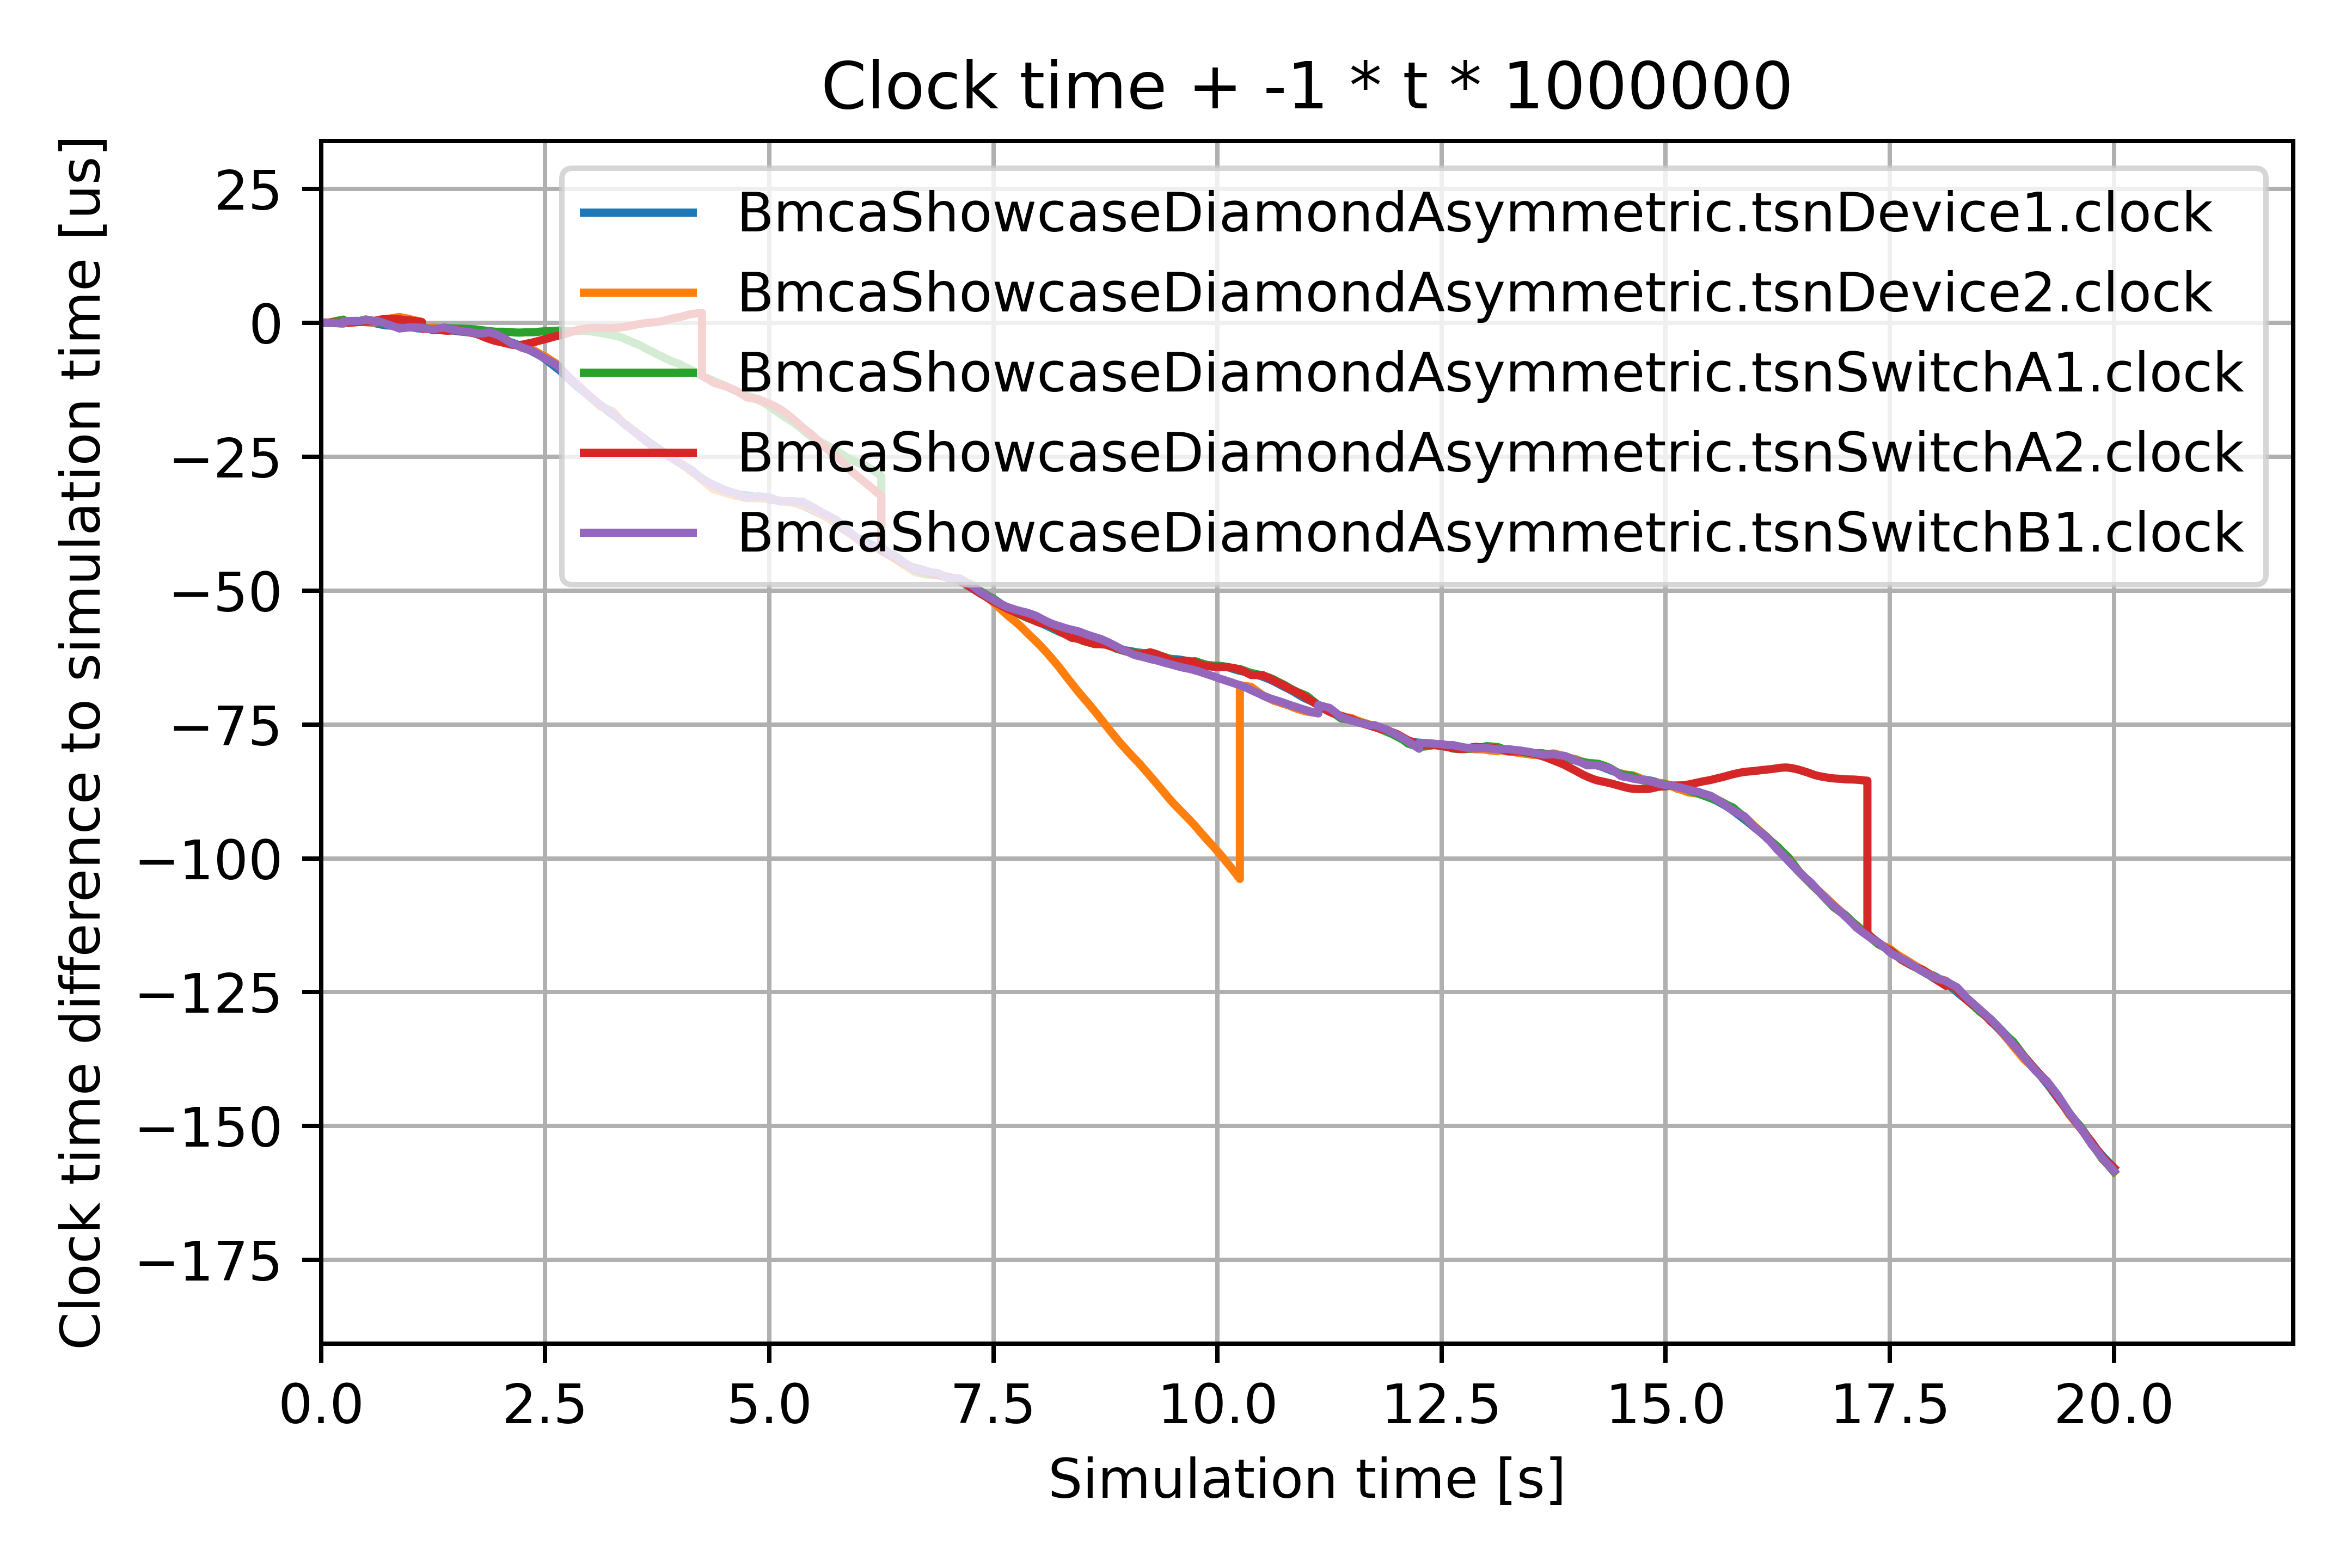 Clock time + -1 * t * 1000000
Clock time difference to simulation time [us]
25
0
−25
−50
−75
−100
−125
−150
−175
BmcaShowcaseDiamondAsymmetric.tsnDevice1.clock
BmcaShowcaseDiamondAsymmetric.tsnDevice2.clock
BmcaShowcaseDiamondAsymmetric.tsnSwitchA1.clock
BmcaShowcaseDiamondAsymmetric.tsnSwitchA2.clock
BmcaShowcaseDiamondAsymmetric.tsnSwitchB1.clock
0.0 2.5 5.0 7.5 10.0 12.5 15.0 17.5 20.0
Simulation time [s]